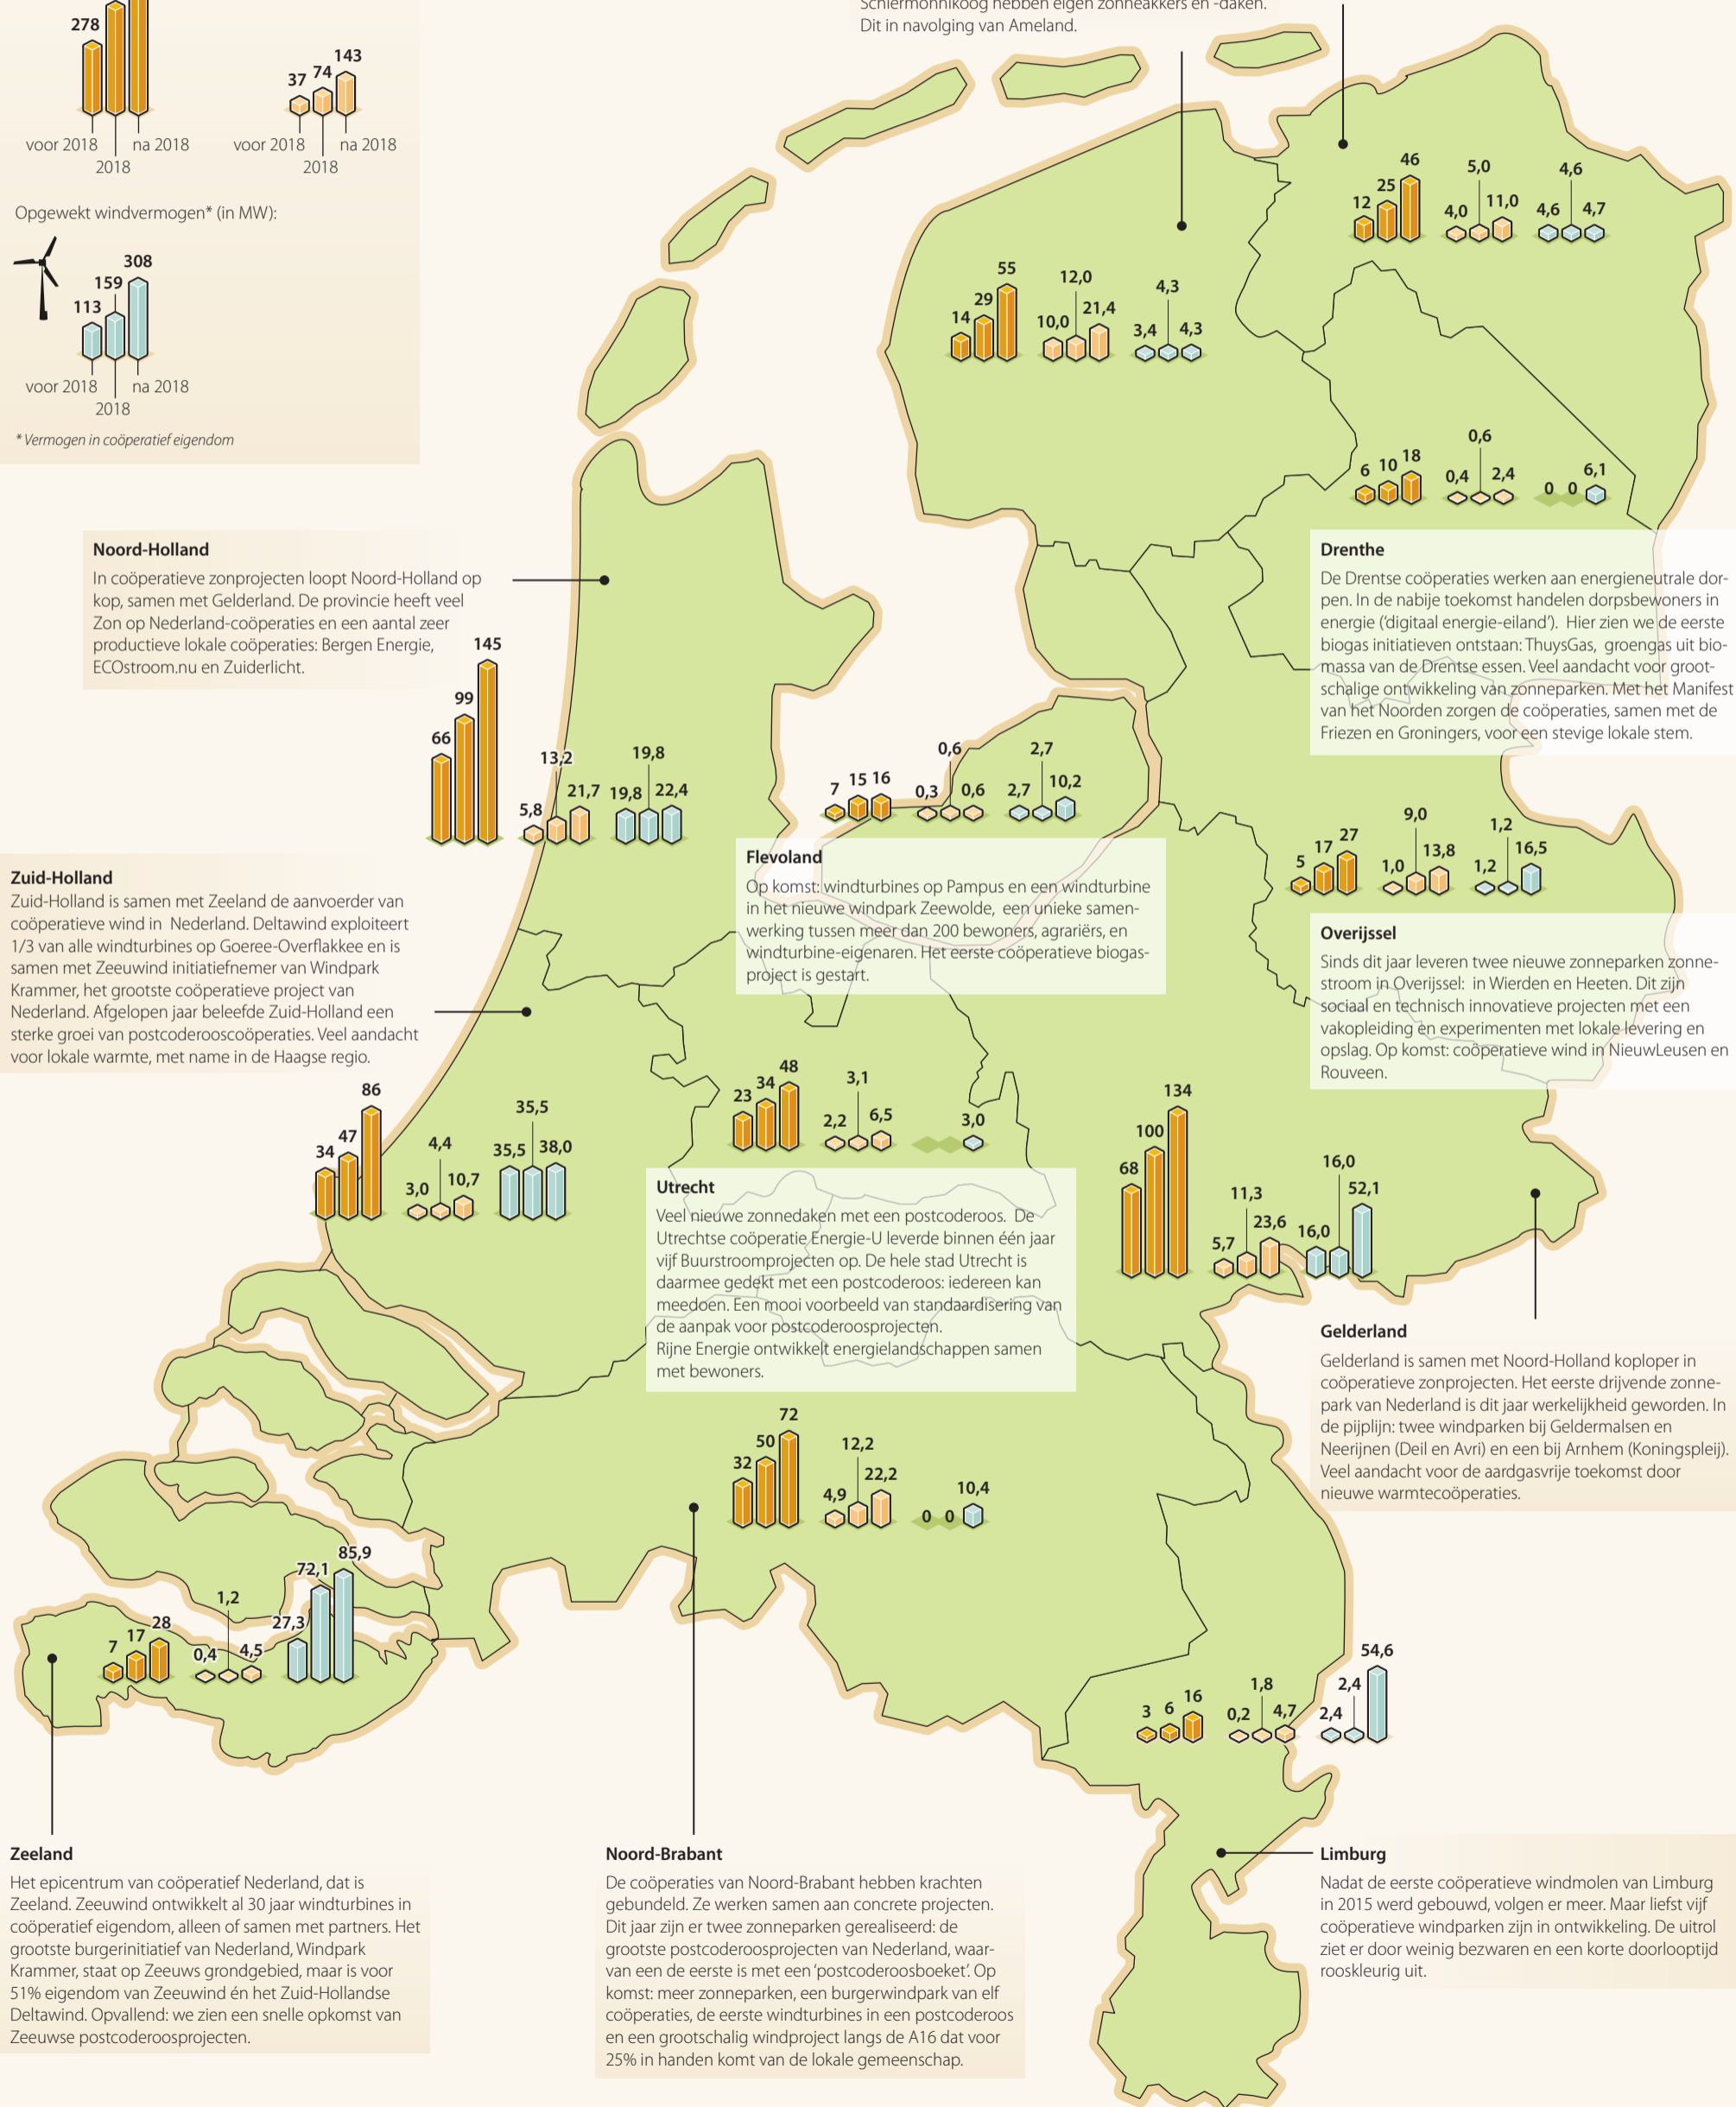 Schiermonnikoog hebben eigen zonneakkers en -daken.
Dit in navolging van Ameland.
278
37 74 143
voor 2018 na 2018
2018
voor 2018 na 2018
2018
Opgewekt windvermogen* (in MW):
113 159 308
voor 2018 na 2018
2018
* Vermogen in coöperatief eigendom
12 25 46
4,0 5,0 11,0
4,6 4,6 4,7
14 29 55
10,0 12,0 21,4
3,4 4,3 4,3
6 10 18
0,4 0,6 2,4
0 0 6,1
Noord-Holland
In coöperatieve zonprojecten loopt Noord-Holland op
kop, samen met Gelderland. De provincie heeft veel
Zon op Nederland-coöperaties en een aantal zeer
productieve lokale coöperaties: Bergen Energie,
ECOstroom.nu en Zuiderlicht.
66 99 145
5,8 13,2 21,7
19,8 19,8 22,4
Drenthe
De Drentse coöperaties werken aan energieneutrale dor-
pen. In de nabije toekomst handelen dorpsbewoners in
energie (‘digitaal energie-eiland’). Hier zien we de eerste
biogas initiatieven ontstaan: ThuysGas, groengas uit bio-
massa van de Drentse essen. Veel aandacht voor groot-
schalige ontwikkeling van zonneparken. Met het Manifest
van het Noorden zorgen de coöperaties, samen met de
Friezen en Groningers, voor een stevige lokale stem.
7 15 16
0,3 0,6 0,6
2,7 2,7 10,2
Flevoland
Op komst: windturbines op Pampus en een windturbine
in het nieuwe windpark Zeewolde, een unieke samen-
werking tussen meer dan 200 bewoners, agrariërs, en
windturbine-eigenaren. Het eerste coöperatieve biogas-
project is gestart.
5 17 27
1,0 9,0 13,8
1,2 1,2 16,5
Overijssel
Sinds dit jaar leveren twee nieuwe zonneparken zonne-
stroom in Overijssel: in Wierden en Heeten. Dit zijn
sociaal en technisch innovatieve projecten met een
vakopleiding èn experimenten met lokale levering en
opslag. Op komst: coöperatieve wind in NieuwLeusen en
Rouveen.
Zuid-Holland
Zuid-Holland is samen met Zeeland de aanvoerder van
coöperatieve wind in Nederland. Deltawind exploiteert
1/3 van alle windturbines op Goeree-Overflakkee en is
samen met Zeeuwind initiatiefnemer van Windpark
Krammer, het grootste coöperatieve project van
Nederland. Afgelopen jaar beleefde Zuid-Holland een
sterke groei van postcoderooscoöperaties. Veel aandacht
voor lokale warmte, met name in de Haagse regio.
34 47 86
3,0 4,4 10,7
35,5 35,5 38,0
23 34 48
2,2 3,1 6,5
3,0
Utrecht
Veel nieuwe zonnedaken met een postcoderoos. De
Utrechtse coöperatie Energie-U leverde binnen één jaar
vijf Buurstroomprojecten op. De hele stad Utrecht is
daarmee gedekt met een postcoderoos: iedereen kan
meedoen. Een mooi voorbeeld van standaardisering van
de aanpak voor postcoderoosprojecten.
Rijne Energie ontwikkelt energielandschappen samen
met bewoners.
68 100 134
5,7 11,3 23,6
16,0 16,0 52,1
Gelderland
Gelderland is samen met Noord-Holland koploper in
coöperatieve zonprojecten. Het eerste drijvende zonne-
park van Nederland is dit jaar werkelijkheid geworden. In
de pijplijn: twee windparken bij Geldermalsen en
Neerijnen (Deil en Avri) en een bij Arnhem (Koningspleij).
Veel aandacht voor de aardgasvrije toekomst door
nieuwe warmtecoöperaties.
32 50 72
4,9 12,2 22,2
0 0 10,4
7 17 28
0,4 1,2 4,5
27,3 72,1 85,9
3 6 16
0,2 1,8 4,7
2,4 2,4 54,6
Zeeland
Het epicentrum van coöperatief Nederland, dat is
Zeeland. Zeeuwind ontwikkelt al 30 jaar windturbines in
coöperatief eigendom, alleen of samen met partners. Het
grootste burgerinitiatief van Nederland, Windpark
Krammer, staat op Zeeuws grondgebied, maar is voor
51% eigendom van Zeeuwind én het Zuid-Hollandse
Deltawind. Opvallend: we zien een snelle opkomst van
Zeeuwse postcoderoosprojecten.
Noord-Brabant
De coöperaties van Noord-Brabant hebben krachten
gebundeld. Ze werken samen aan concrete projecten.
Dit jaar zijn er twee zonneparken gerealiseerd: de
grootste postcoderoosprojecten van Nederland, waar-
van een de eerste is met een ‘postcoderoosboeket’. Op
komst: meer zonneparken, een burgerwindpark van elf
coöperaties, de eerste windturbines in een postcoderoos
en een grootschalig windproject langs de A16 dat voor
25% in handen komt van de lokale gemeenschap.
Limburg
Nadat de eerste coöperatieve windmolen van Limburg
in 2015 werd gebouwd, volgen er meer. Maar liefst vijf
coöperatieve windparken zijn in ontwikkeling. De uitrol
ziet er door weinig bezwaren en een korte doorlooptijd
rooskleurig uit.